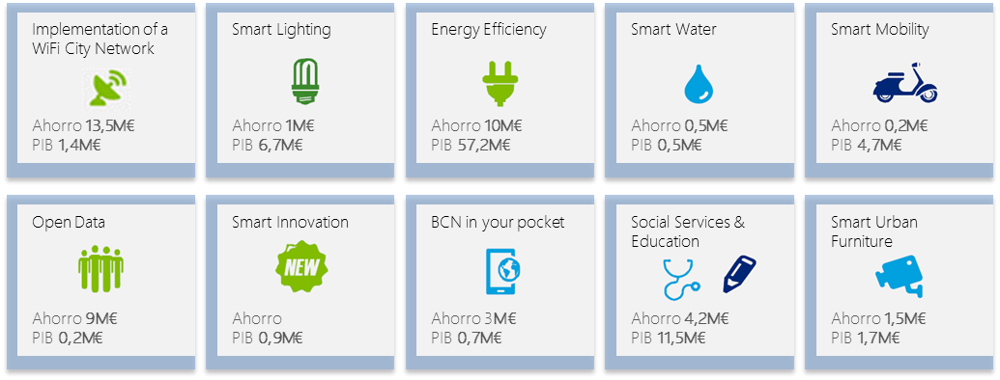 Implementation of a
WiFi City Network
Ahorro 13,5M€
PIB 1,4M€
Smart Lighting
Ahorro 1M€
PIB 6,7M€
Energy Efficiency
Ahorro 10M€
PIB 57,2M€
Smart Water
Ahorro 0,5M€
PIB 0,5M€
Smart Mobility
Ahorro 0,2M€
PIB 4,7M€
Open Data
Ahorro 9M€
PIB 0,2M€
Smart Innovation
NEW
Ahorro
PIB 0,9M€
BCN in your pocket
Ahorro 3M€
PIB 0,7M€
Social Services &
Education
Ahorro 4,2M€
PIB 11,5M€
Smart Urban
Furniture
Ahorro 1,5M€
PIB 1,7M€